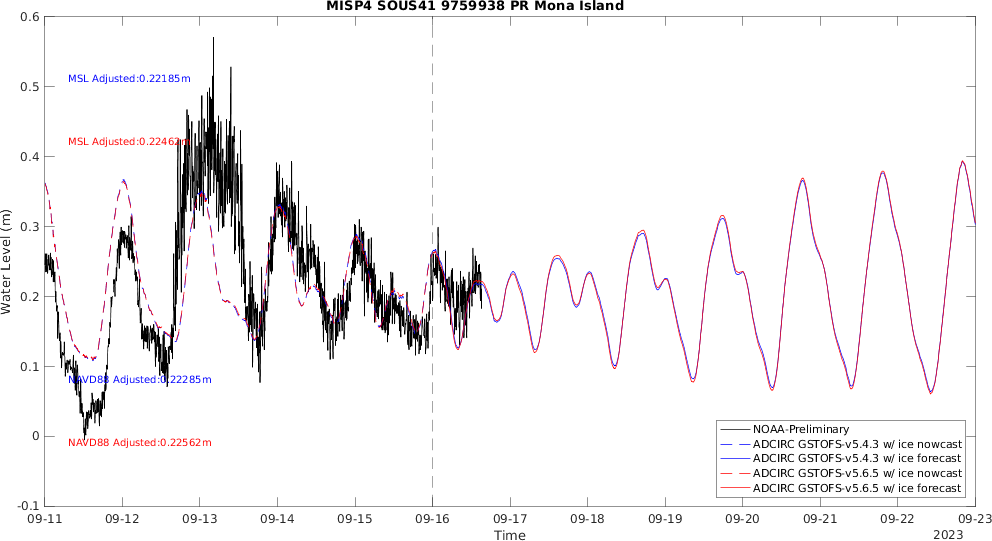 MISP4 SOUS41 9759938 PR Mona Island
0.6
0.5
0.4
0.3
0.2
0.1
0
-0.1
Water Level (m)
MSL Adjusted:0.22185m
MSL Adjusted:0.22462m
NAVD88 Adjusted:0.22285m
NAVD88 Adjusted:0.22562m
NOAA-Preliminary
ADCIRC GSTOFS-v5.4.3 w/ ice nowcast
ADCIRC GSTOFS-v5.4.3 w/ ice forecast
ADCIRC GSTOFS-v5.6.5 w/ ice nowcast
ADCIRC GSTOFS-v5.6.5 w/ ice forecast
09-11 09-12 09-13 09-14 09-15 09-16 09-17 09-18 09-19 09-20 09-21 09-22 09-23
Time
2023